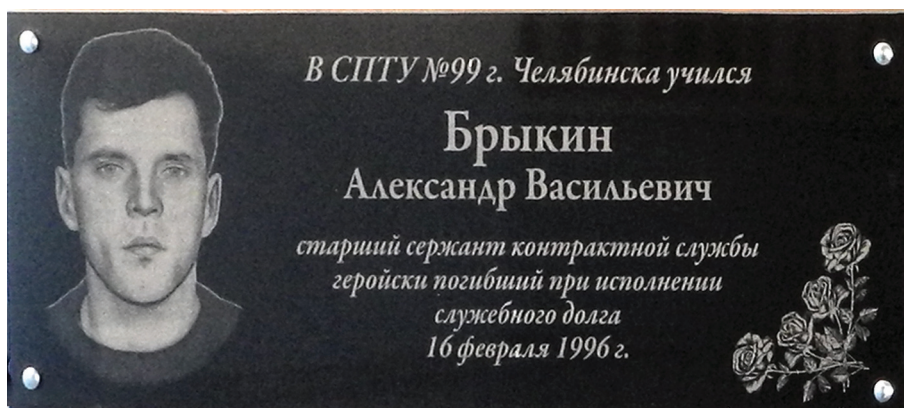 В СПТУ №99 г. Челябинска учился
Брыкин
Александр Васильевич
старший сержант контрактной службы
геройски погибший при исполнении
служебного долга
16 февраля 1996 г.